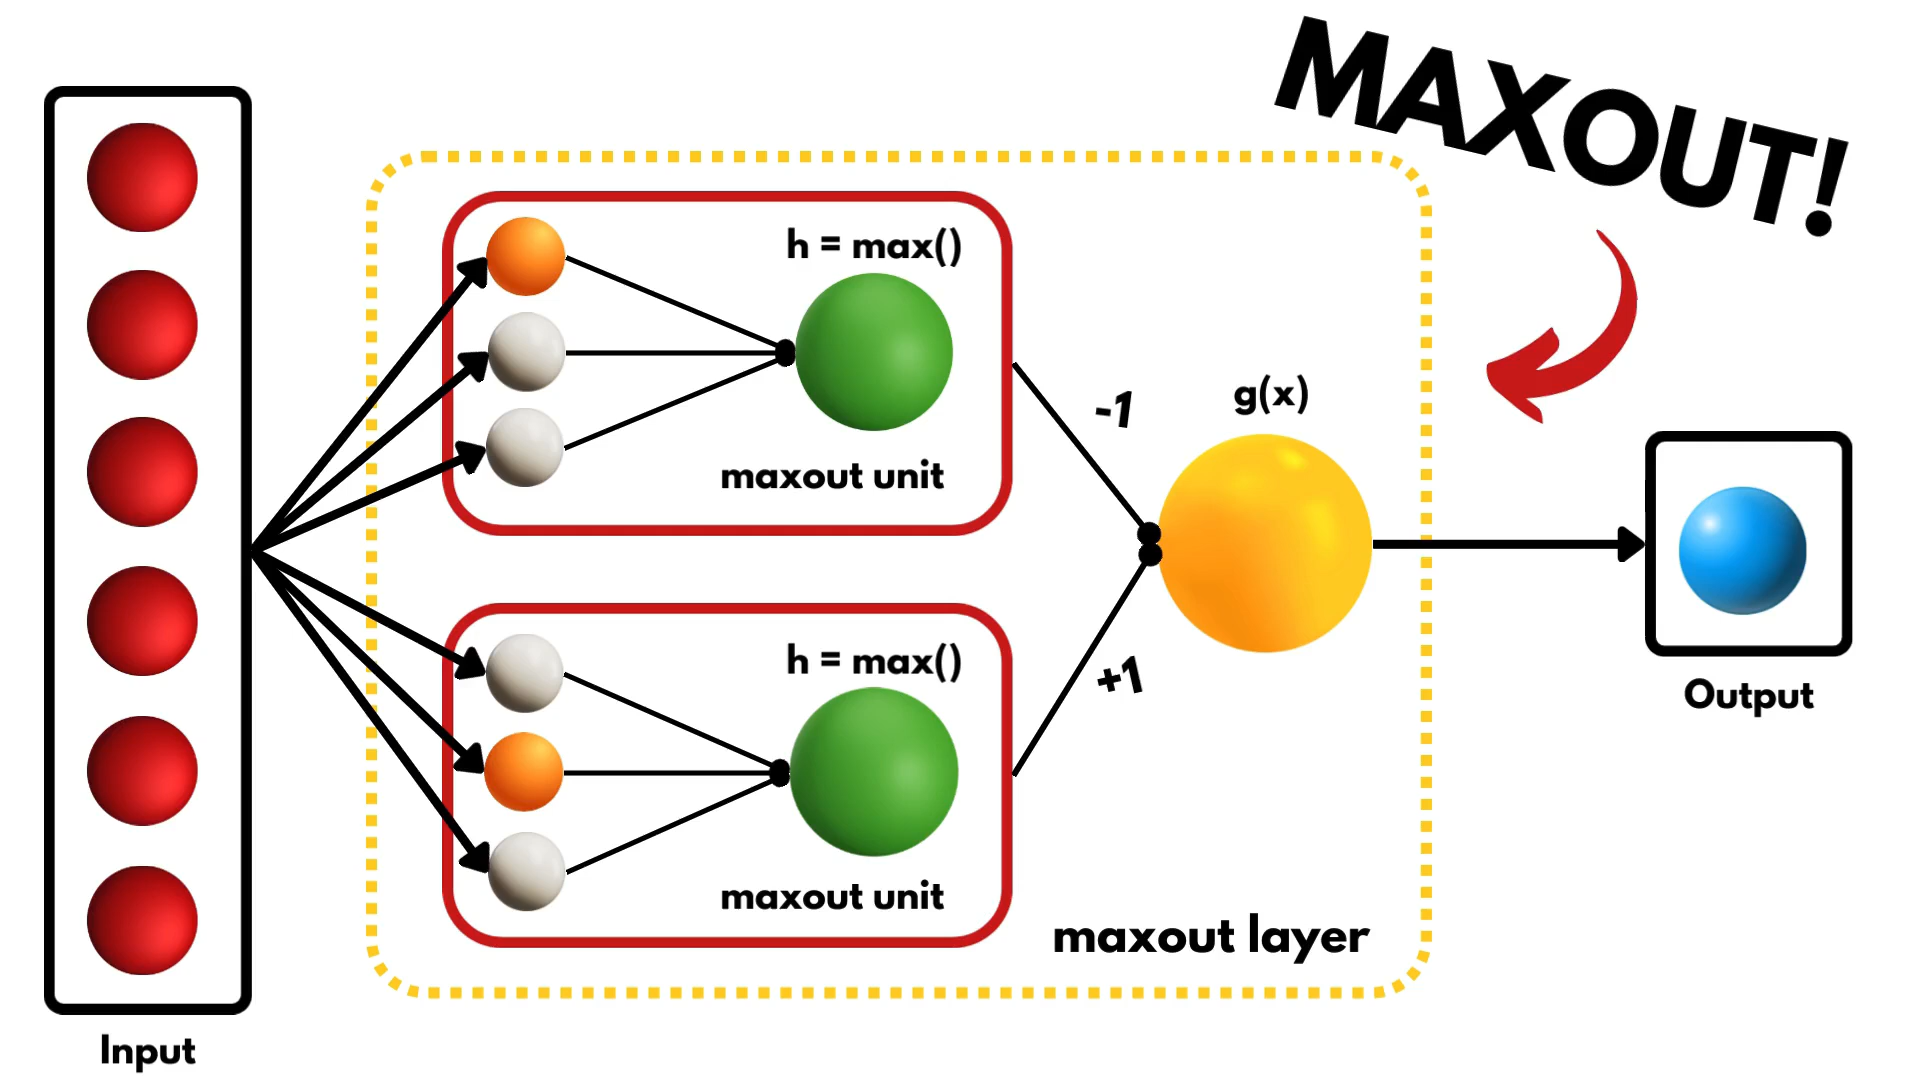 MAXOUT!
h = max()
maxout unit
-1
g(x)
h = max()
+1
maxout unit
maxout layer
Input
Output